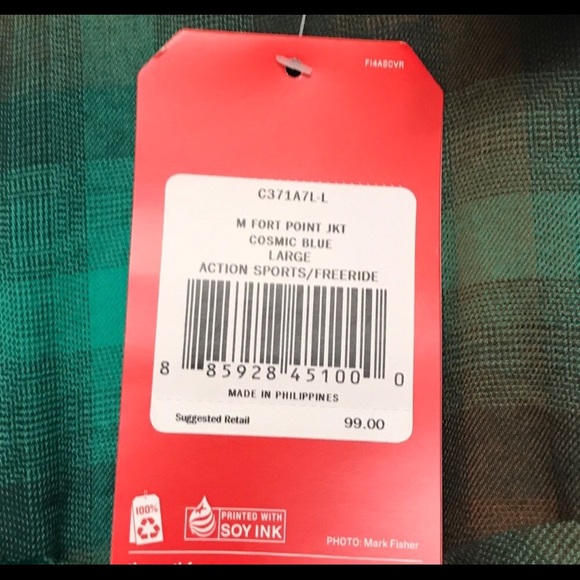 F14ABCVR
C371A7L-L
M FORT POINT JKT
COSMIC BLUE
LARGE
ACTION SPORTS/FREERIDE
8 85928 45100 0
MADE IN PHILIPPINES
Suggested Retail 99.00
100%
PRINTED WITH
SOY INK
PHOTO: Mark Fisher